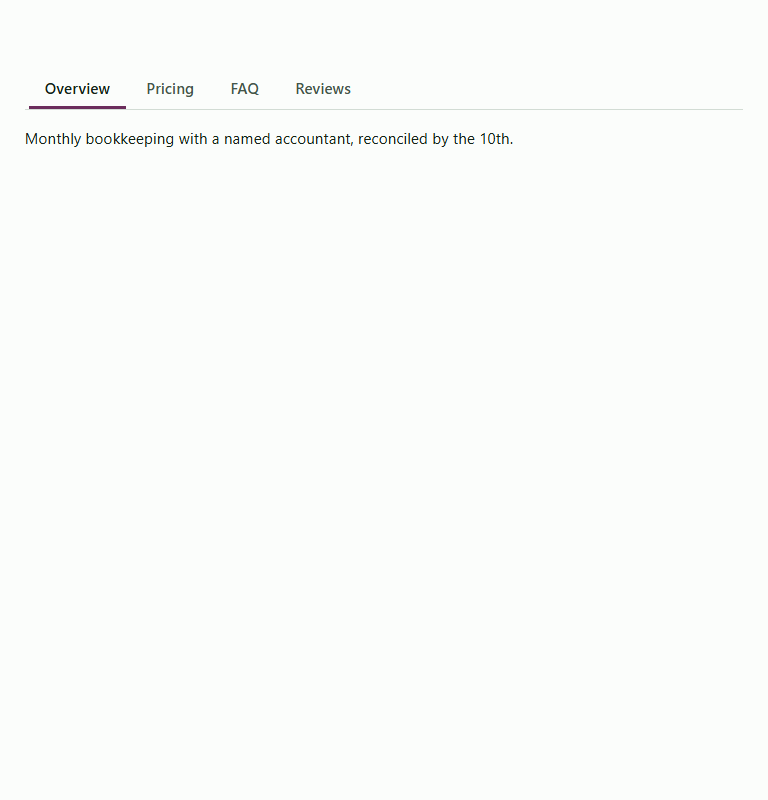 Overview Pricing FAQ Reviews
Monthly bookkeeping with a named accountant, reconciled by the 10th.